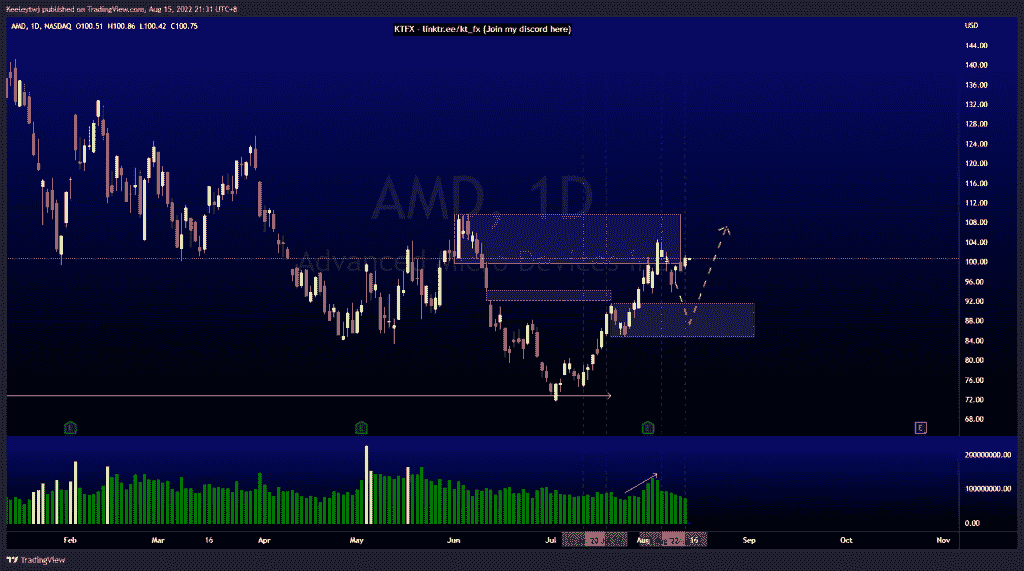 Keeleytwj published on TradingView.com, Aug 15, 2022 21:31 UTC+8
AMD, 1D, NASDAQ O100.51 H100.86 L100.42 C100.75
KTFX - linktr.ee/kt_fx (Join my discord here)
USD
144.00
140.00
136.00
132.00
128.00
124.00
120.00
116.00
112.00
108.00
104.00
100.00
96.00
92.00
88.00
84.00
80.00
76.00
72.00
68.00
AMD, 1D
Advanced Micro Devices
E E E E
200000000.00
100000000.00
0.00
Feb Mar 16 Apr May Jun Jul 20 Aug '22 16 Sep Oct Nov
TradingView